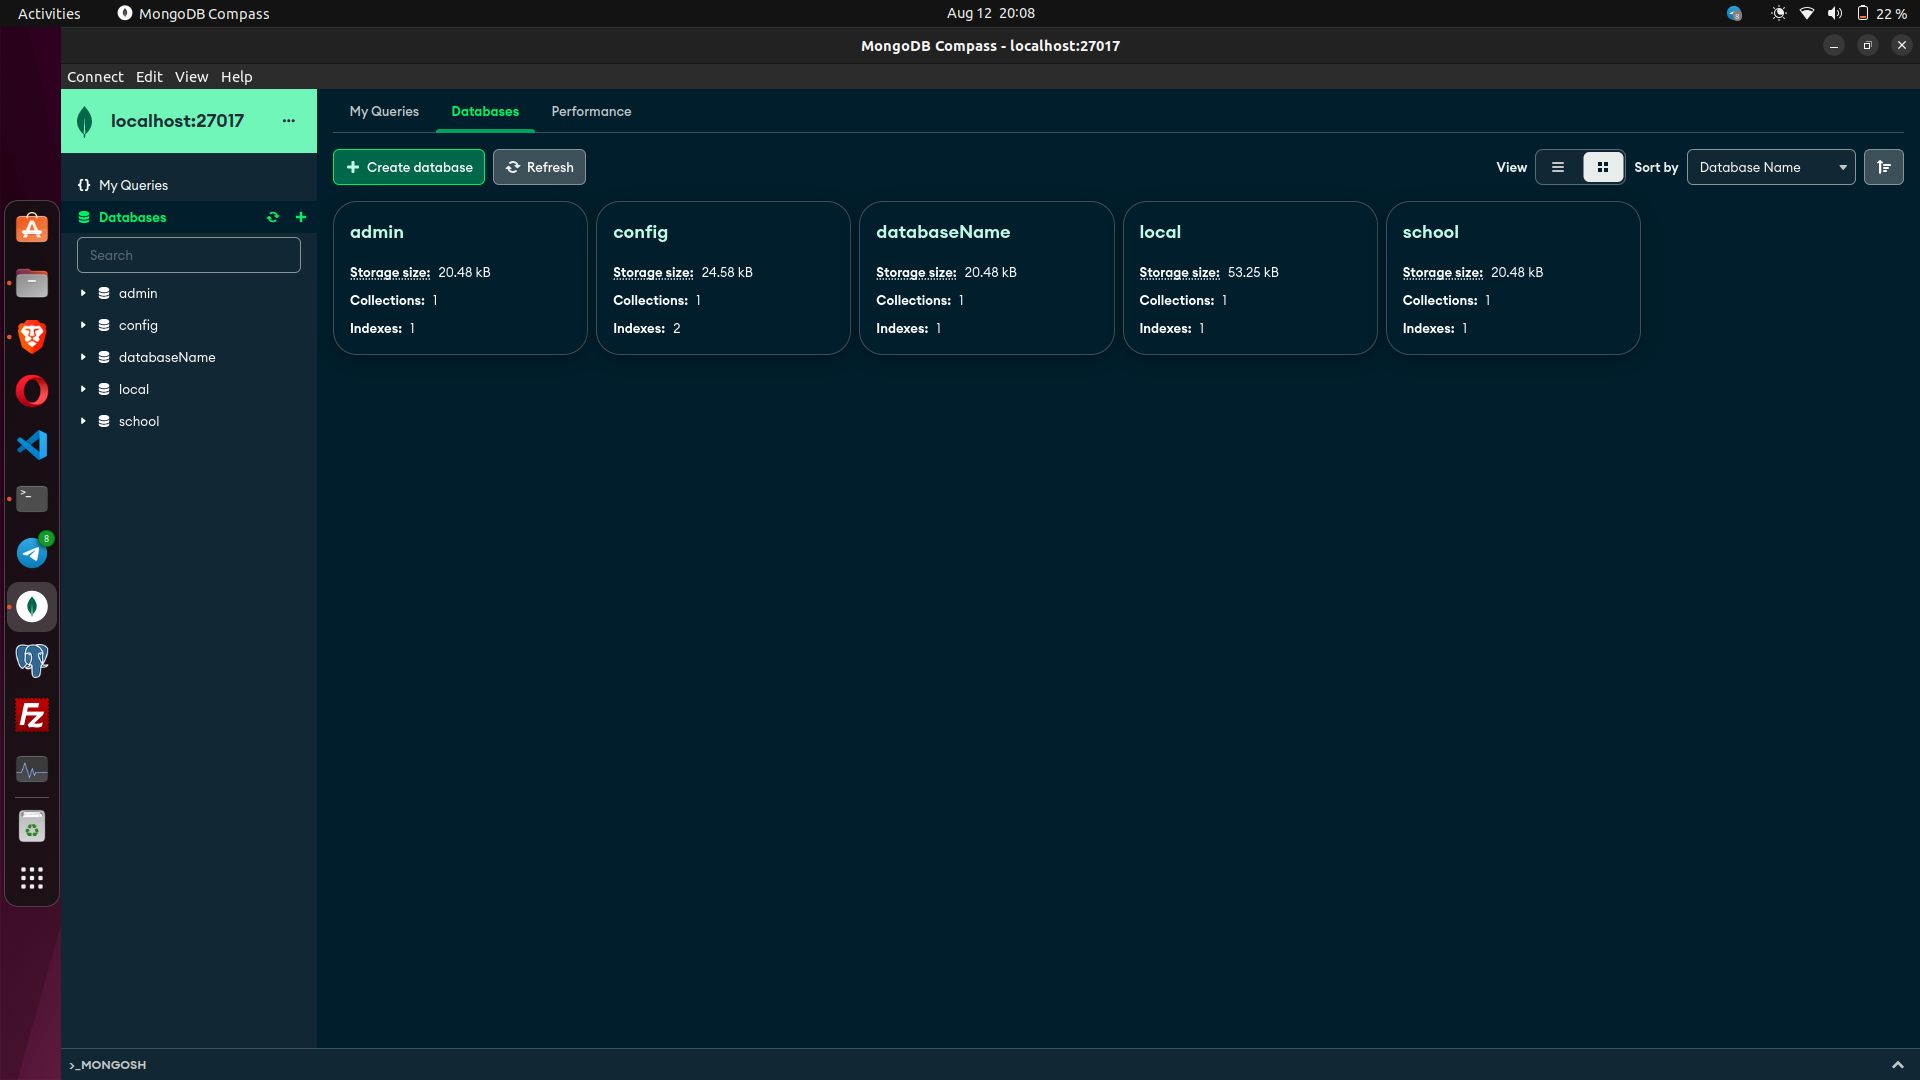 Activities MongoDB Compass Aug 12 20:08 22 %
MongoDB Compass - localhost:27017
Connect Edit View Help
localhost:27017 ...
My Queries Databases Performance
{} My Queries
Databases
Search
admin
config
databaseName
local
school
Create database Refresh View Sort by Database Name
admin
Storage size: 20.48 kB
Collections: 1
Indexes: 1
config
Storage size: 24.58 kB
Collections: 1
Indexes: 2
databaseName
Storage size: 20.48 kB
Collections: 1
Indexes: 1
local
Storage size: 53.25 kB
Collections: 1
Indexes: 1
school
Storage size: 20.48 kB
Collections: 1
Indexes: 1
>_
8
Fz
>_MONGOSH